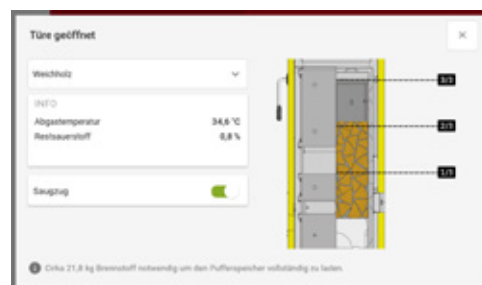 Türe geöffnet
Weichholz
INFO
Abgastemperatur 34,6 °C
Restsauerstoff 0,8 %
Saugzug
3/3
2/3
1/3
Cirka 21,8 kg Brennstoff notwendig um den Pufferspeicher vollständig zu laden.